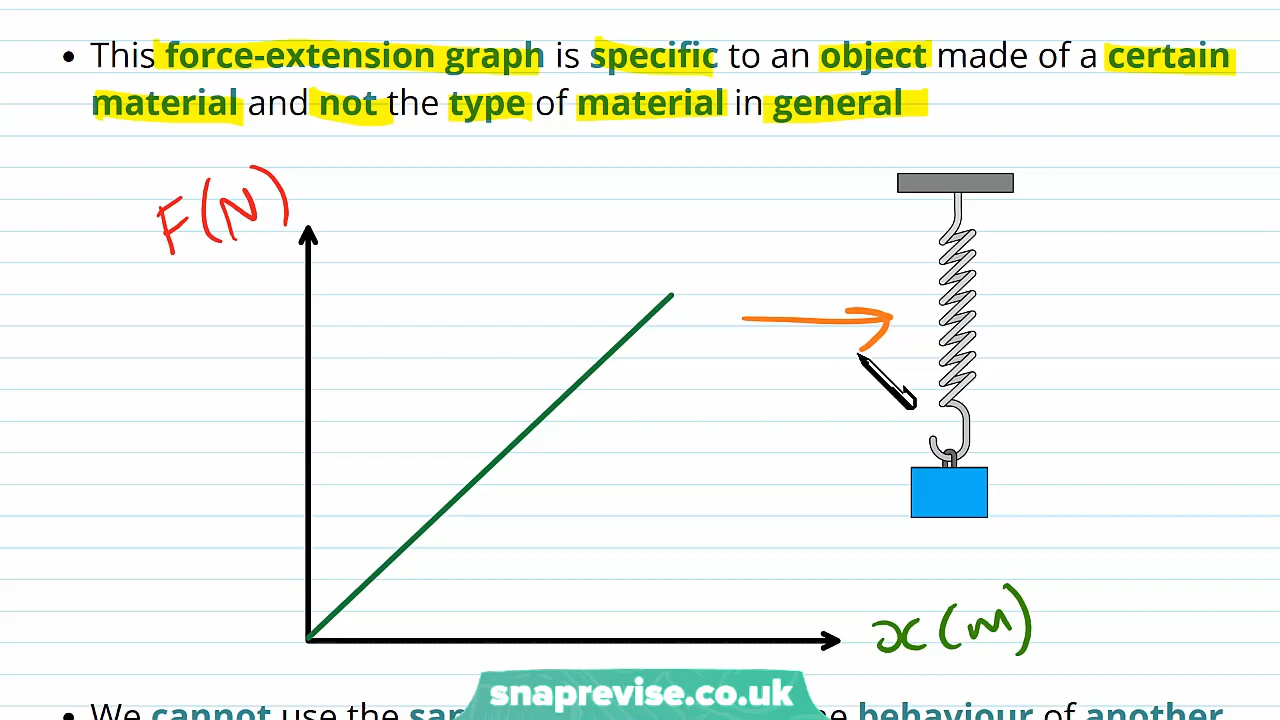 • This force-extension graph is specific to an object made of a certain
material and not the type of material in general
F(N)
x(m)
snaprevise.co.uk
• We cannot use the behaviour of another